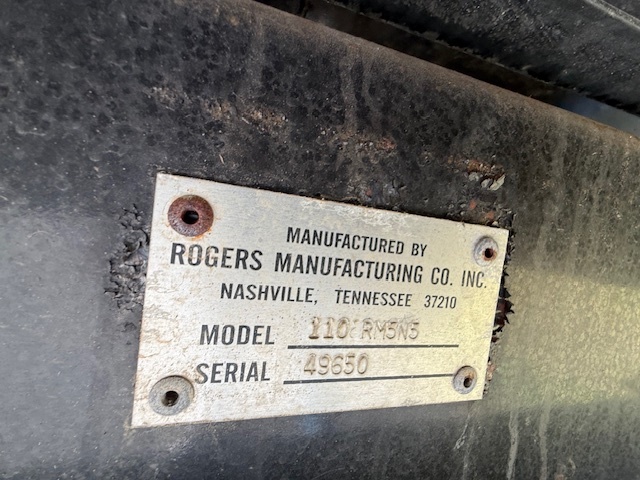 MANUFACTURED BY
ROGERS MANUFACTURING CO. INC.
NASHVILLE, TENNESSEE 37210
MODEL 110 RM5N5
SERIAL 49650